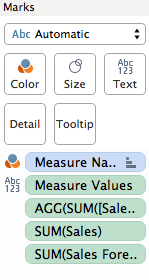 Marks
Abc Automatic
Color
Size
Abc
123
Text
Detail
Tooltip
Measure Na..
Abc
123
Measure Values
AGG(SUM([Sale..
SUM(Sales)
SUM(Sales Fore..